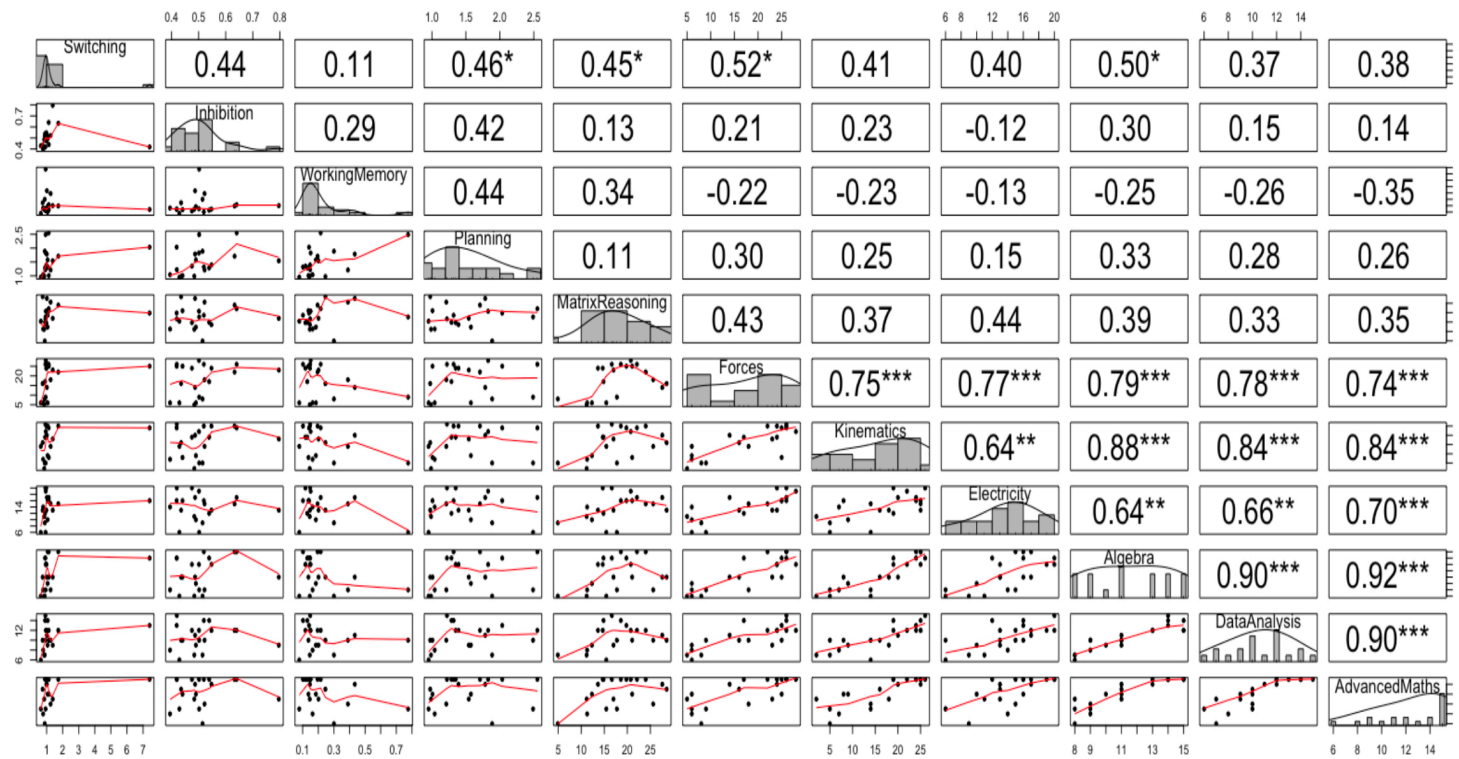 0.4 0.5 0.6 0.7 0.8 1.0 1.5 2.0 2.5 5 10 15 20 25 6 8 12 14 16 20 6 8 10 12 14
Switching 0.44 0.11 0.46* 0.45* 0.52* 0.41 0.40 0.50* 0.37 0.38
0.4 0.7 Inhibition 0.29 0.42 0.13 0.21 0.23 -0.12 0.30 0.15 0.14
WorkingMemory 0.44 0.34 -0.22 -0.23 -0.13 -0.25 -0.26 -0.35
1.0 2.5 Planning 0.11 0.30 0.25 0.15 0.33 0.28 0.26
MatrixReasoning 0.43 0.37 0.44 0.39 0.33 0.35
5 20 Forces 0.75*** 0.77*** 0.79*** 0.78*** 0.74***
Kinematics 0.64** 0.88*** 0.84*** 0.84***
6 14 Electricity 0.64** 0.66** 0.70***
Algebra 0.90*** 0.92***
6 12 DataAnalysis 0.90***
AdvancedMaths
1 2 3 4 5 6 7 0.1 0.3 0.5 0.7 5 10 15 20 25 5 10 15 20 25 8 9 11 13 14 15 6 8 10 12 14